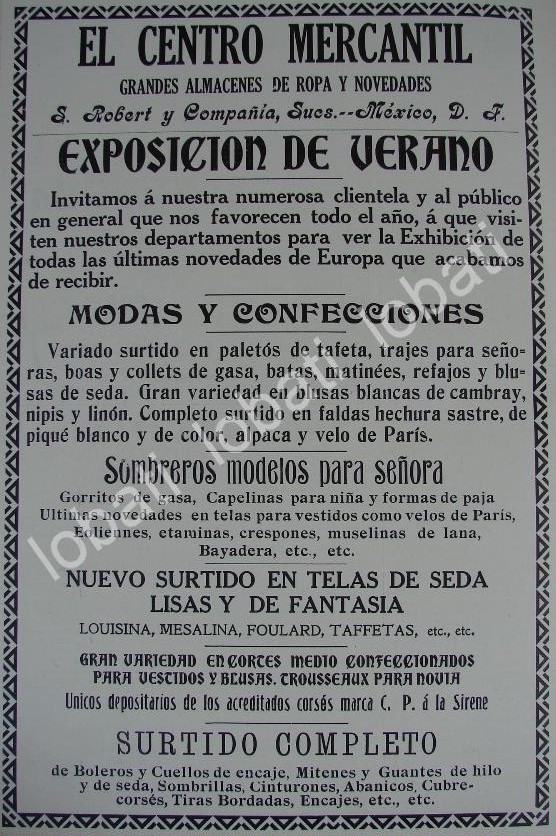 EL CENTRO MERCANTIL
GRANDES ALMACENES DE ROPA Y NOVEDADES
S. Robert y Compañía, Sucs.--México, D. F.
EXPOSICION DE VERANO
Invitamos á nuestra numerosa clientela y al público
en general que nos favorecen todo el año, á que visi-
ten nuestros departamentos para ver la Exhibición de
todas las últimas novedades de Europa que acabamos
de recibir.
MODAS Y CONFECCIONES
Variado surtido en paletós de tafeta, trajes para seño-
ras, boas y collets de gasa, batas, matinées, refajos y blu-
sas de seda. Gran variedad en blusas blancas de cambray,
nipis y linón. Completo surtido en faldas hechura sastre, de
piqué blanco y de color, alpaca y velo de París.
Sombreros modelos para señora
Gorritos de gasa, Capelinas para niña y formas de paja
Ultimas novedades en telas para vestidos como velos de París,
Eoliennes, etaminas, crespones, muselinas de lana,
Bayadera, etc., etc.
NUEVO SURTIDO EN TELAS DE SEDA
LISAS Y DE FANTASIA
LOUISINA, MESALINA, FOULARD, TAFFETAS, etc., etc.
GRAN VARIEDAD EN CORTES MEDIO CONFECCIONADOS
PARA VESTIDOS Y BLUSAS. TROUSSEAUX PARA NOVIA
Unicos depositarios de los acreditados corsés marca C. P. á la Sirene
SURTIDO COMPLETO
de Boleros y Cuellos de encaje, Mitenes y Guantes de hilo
y de seda, Sombrillas, Cinturones, Abanicos, Cubre-
corsés, Tiras Bordadas, Encajes, etc., etc.
lobati lobati lobati